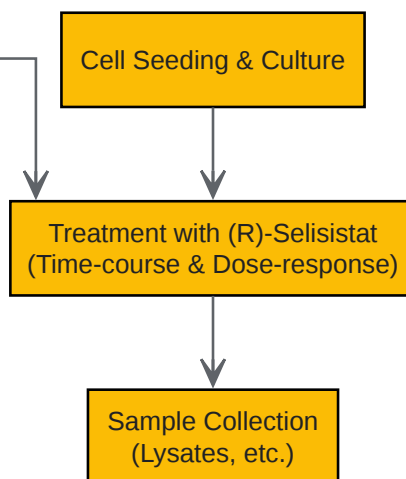 Cell Seeding & Culture
Treatment with (R)-Selisistat
(Time-course & Dose-response)
Sample Collection
(Lysates, etc.)